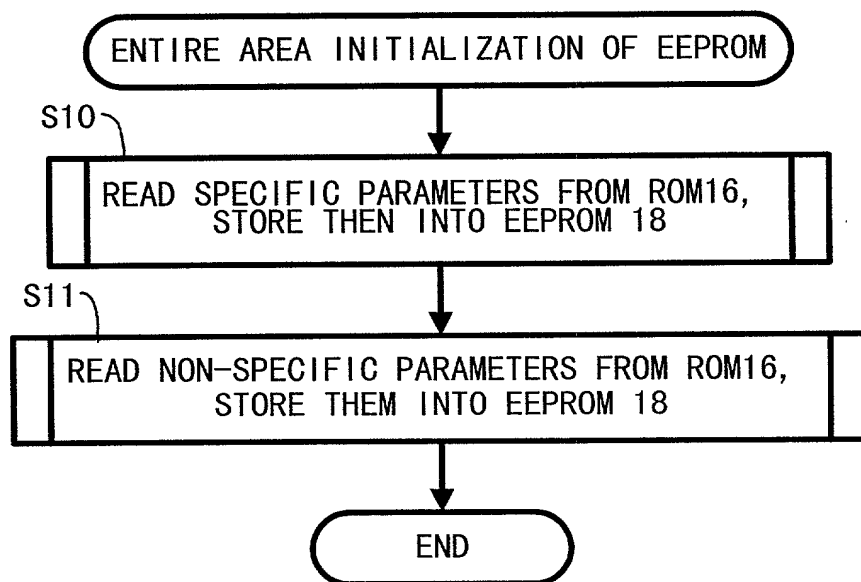 ENTIRE AREA INITIALIZATION OF EEPROM
S10
READ SPECIFIC PARAMETERS FROM ROM16,
STORE THEN INTO EEPROM 18
S11
READ NON-SPECIFIC PARAMETERS FROM ROM16,
STORE THEM INTO EEPROM 18
END